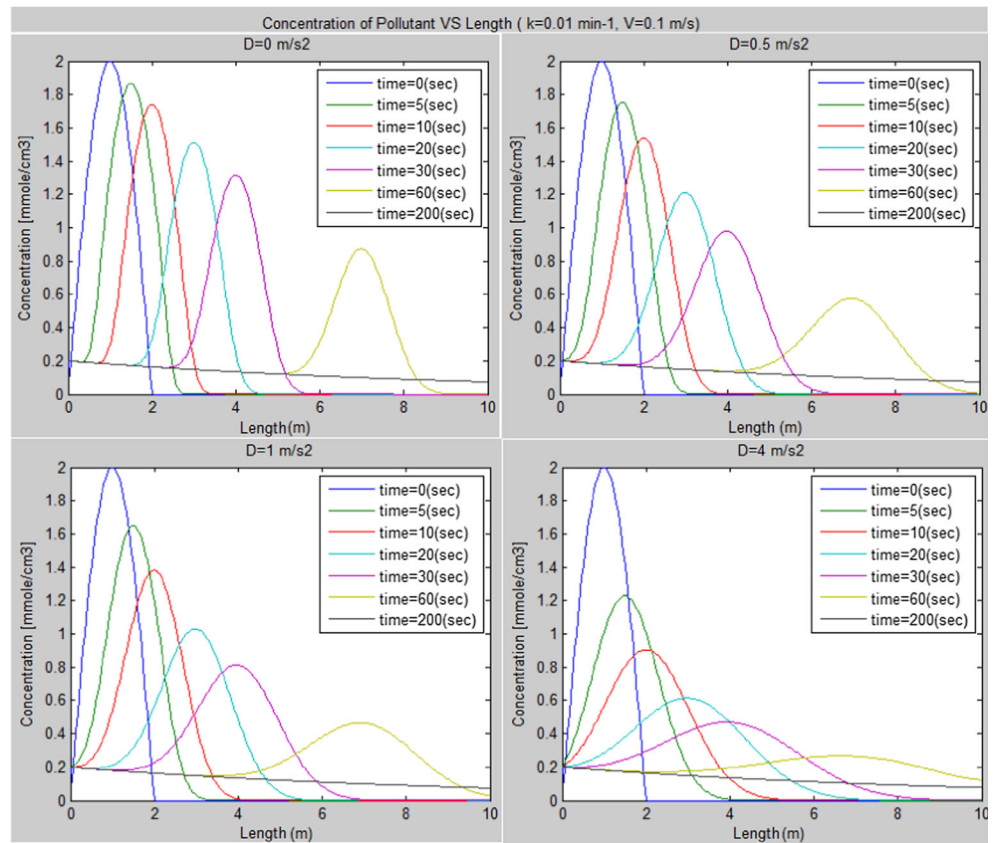 Concentration of Pollutant VS Length ( k=0.01 min-1, V=0.1 m/s)
D=0 m/s2
Concentration [mmole/cm3]
2
1.8
1.6
1.4
1.2
1
0.8
0.6
0.4
0.2
0
0 2 4 6 8 10
Length(m)
time=0(sec)
time=5(sec)
time=10(sec)
time=20(sec)
time=30(sec)
time=60(sec)
time=200(sec)
D=0.5 m/s2
Concentration [mmole/cm3]
2
1.8
1.6
1.4
1.2
1
0.8
0.6
0.4
0.2
0
0 2 4 6 8 10
Length (m)
time=0(sec)
time=5(sec)
time=10(sec)
time=20(sec)
time=30(sec)
time=60(sec)
time=200(sec)
D=1 m/s2
Concentration [mmole/cm3]
2
1.8
1.6
1.4
1.2
1
0.8
0.6
0.4
0.2
0
0 2 4 6 8 10
Length (m)
time=0(sec)
time=5(sec)
time=10(sec)
time=20(sec)
time=30(sec)
time=60(sec)
time=200(sec)
D=4 m/s2
Concentration [mmole/cm3]
2
1.8
1.6
1.4
1.2
1
0.8
0.6
0.4
0.2
0
0 2 4 6 8 10
Length (m)
time=0(sec)
time=5(sec)
time=10(sec)
time=20(sec)
time=30(sec)
time=60(sec)
time=200(sec)